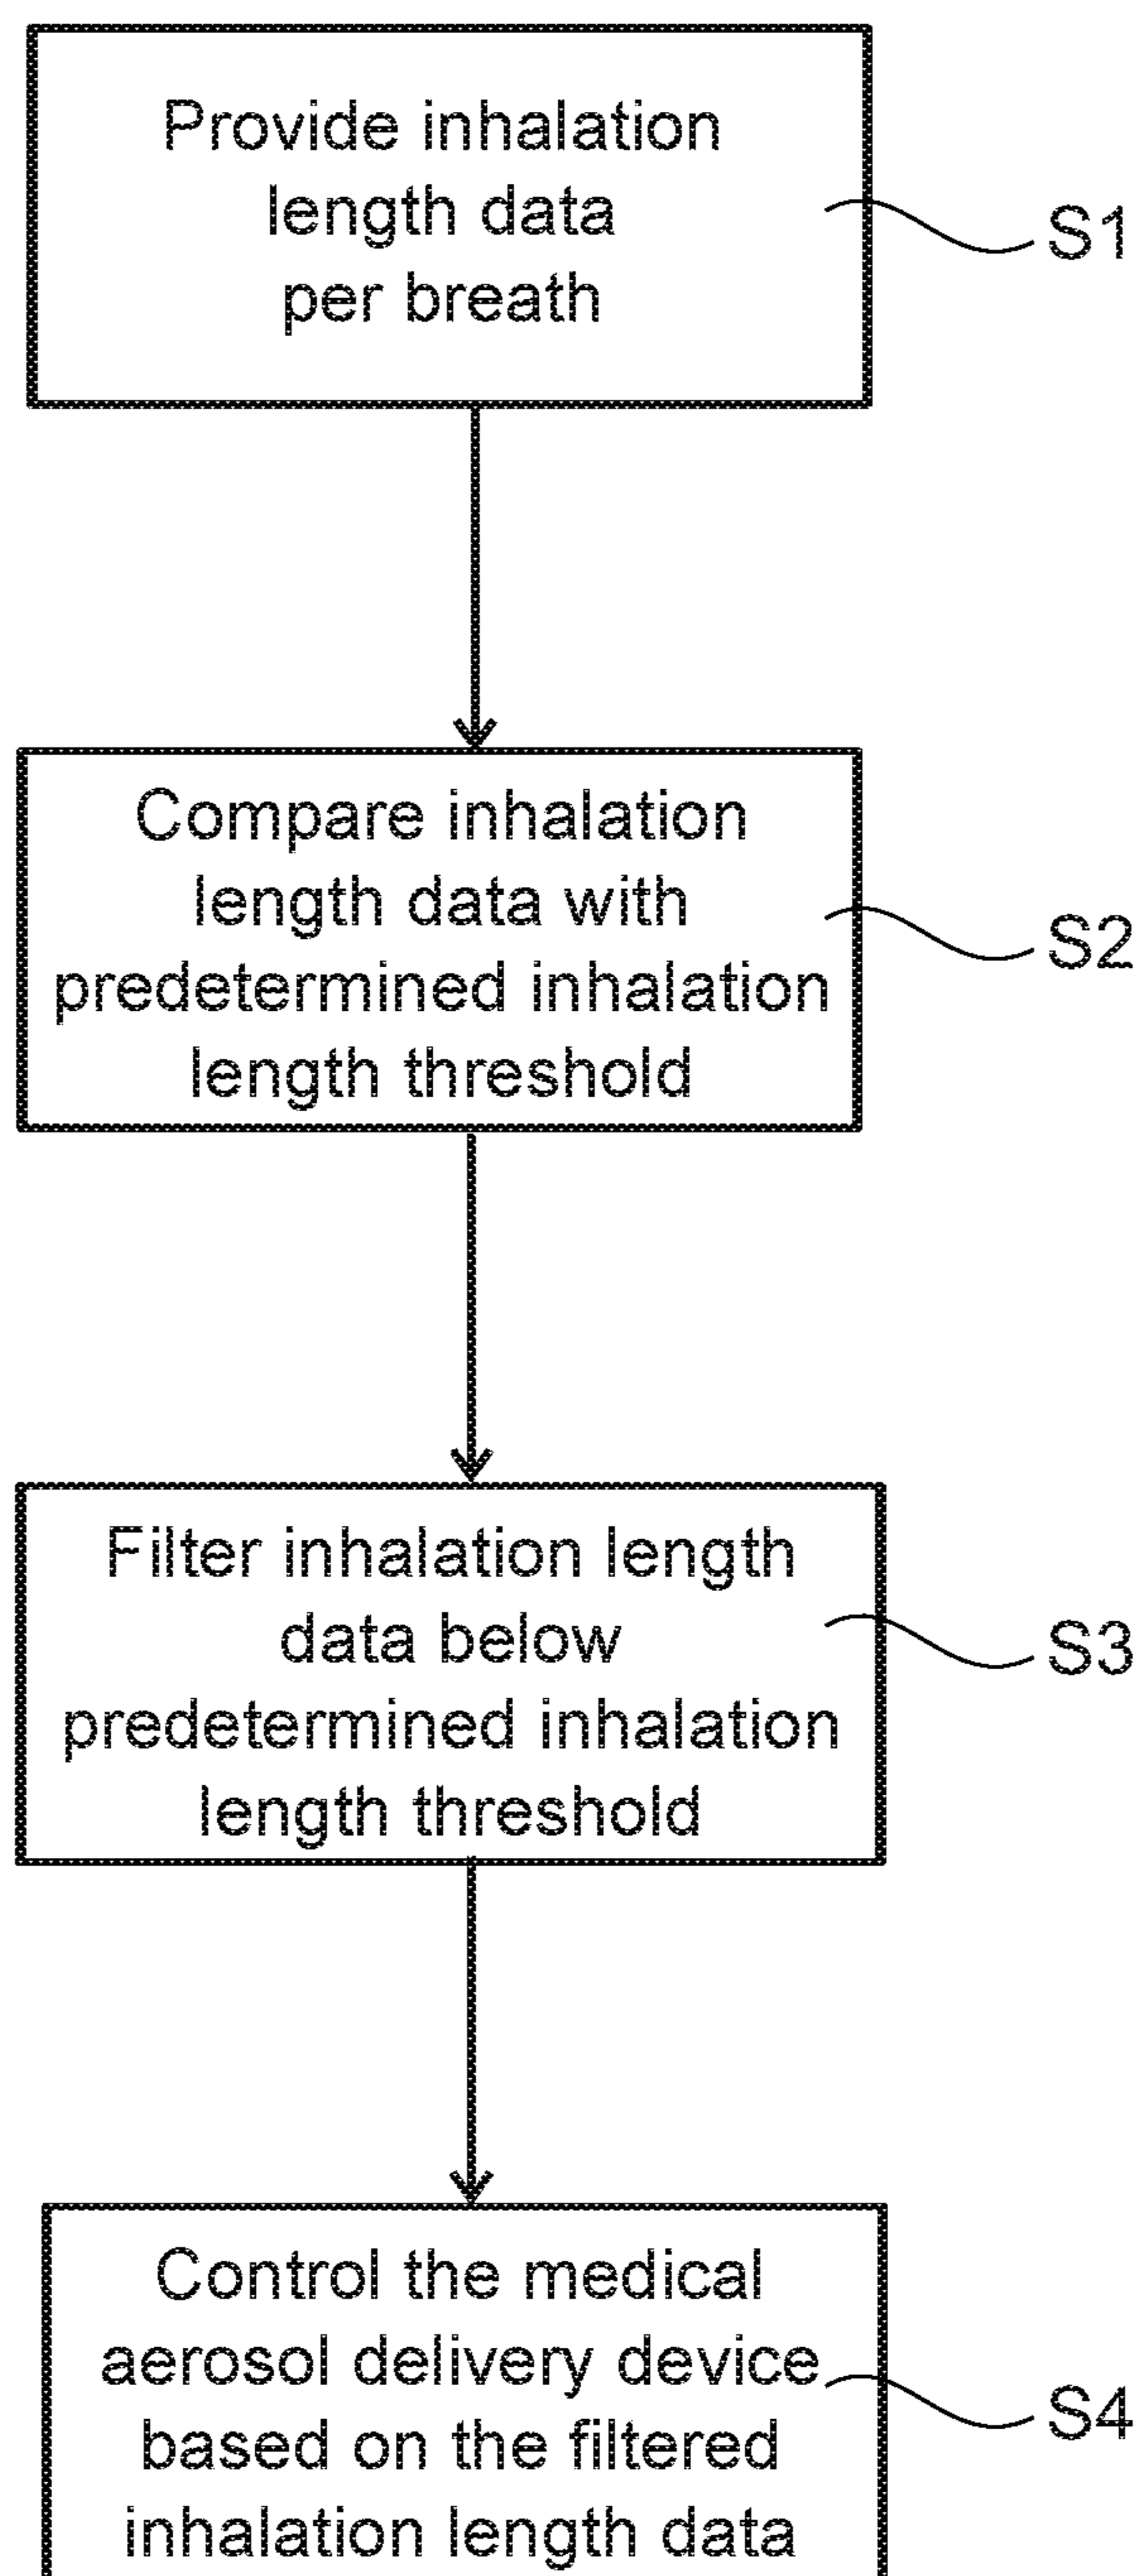 Provide inhalation
length data
per breath
S1
Compare inhalation
length data with
predetermined inhalation
length threshold
S2
Filter inhalation length
data below
predetermined inhalation
length threshold
S3
Control the medical
aerosol delivery device
based on the filtered
inhalation length data
S4